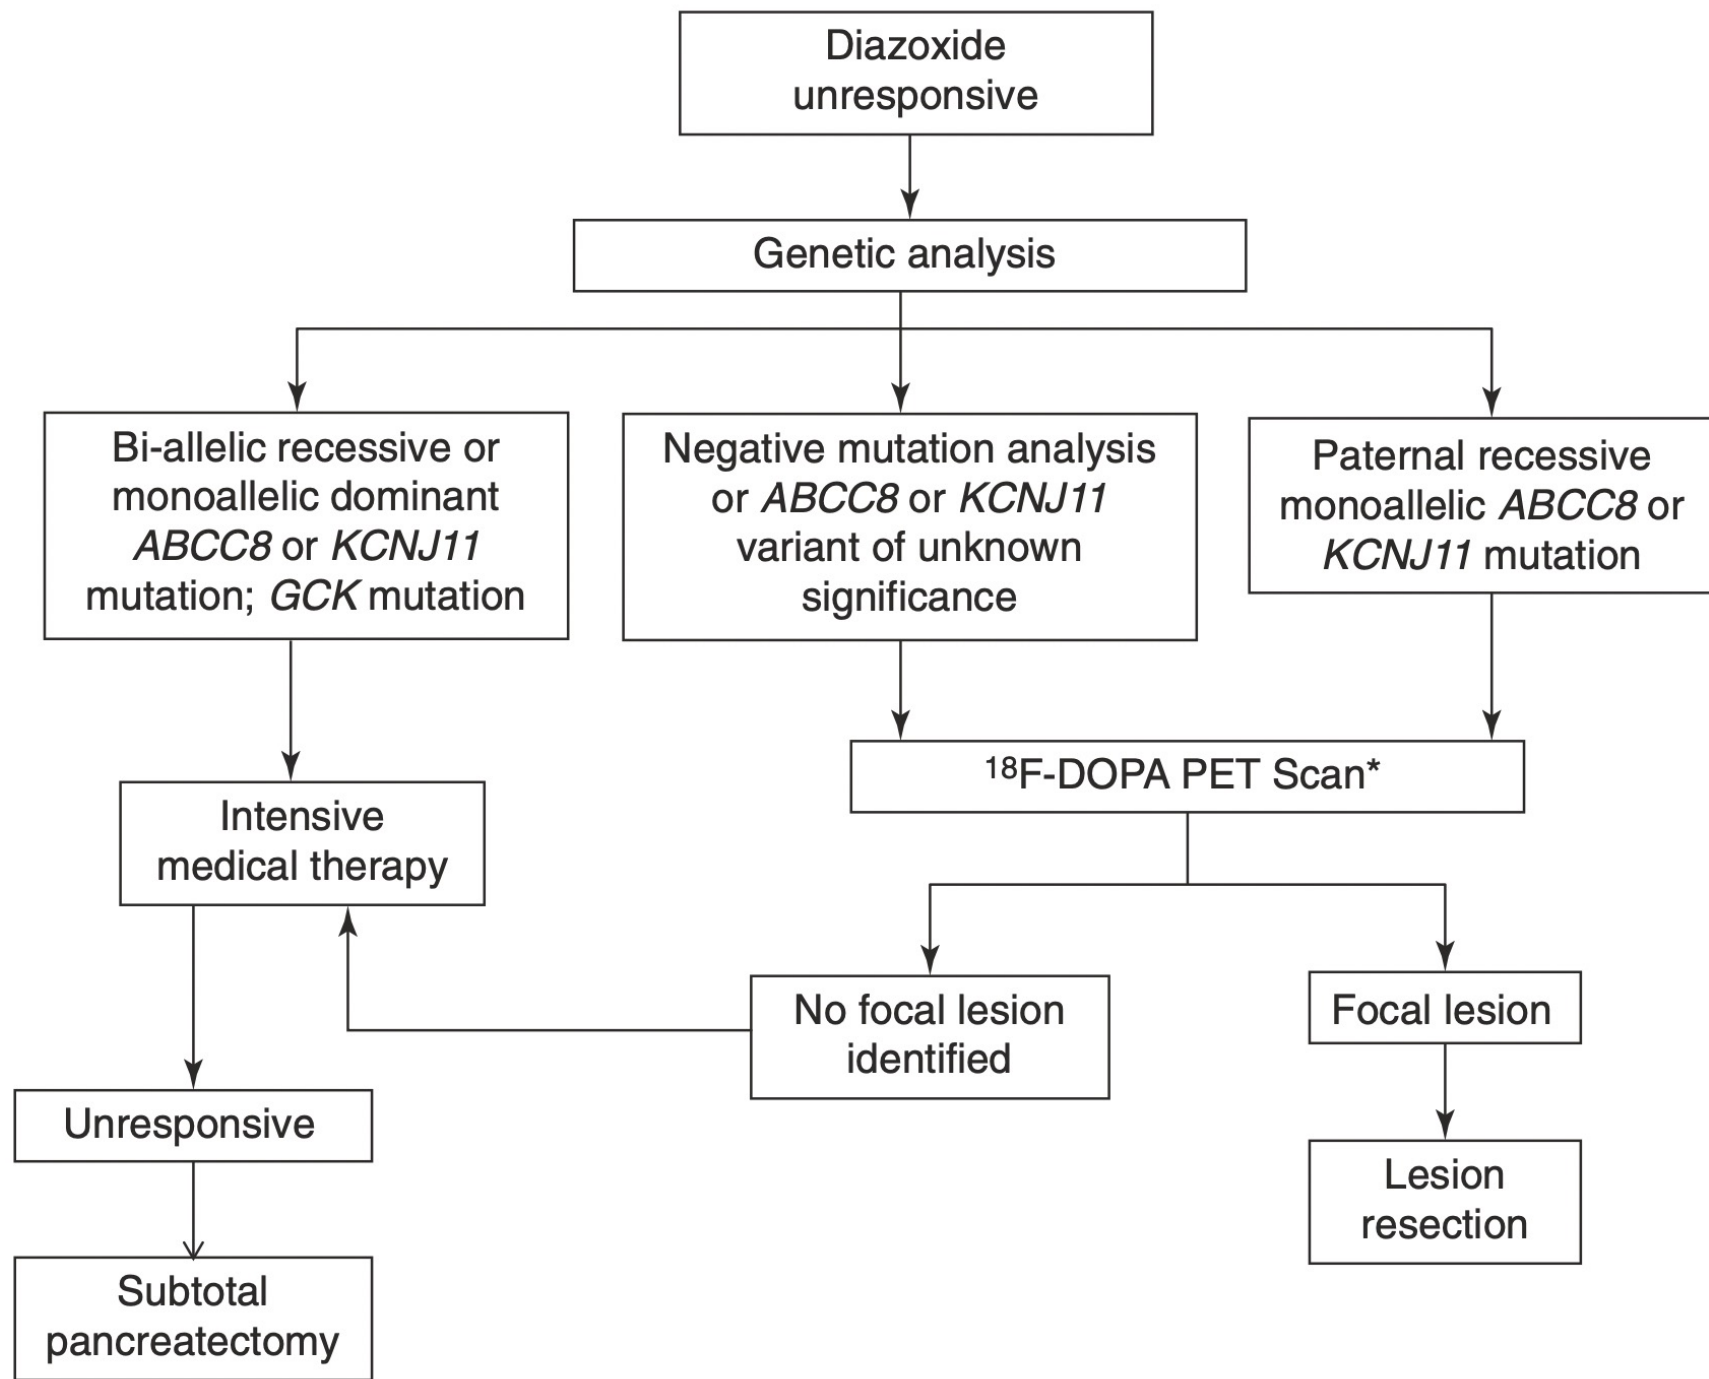 Diazoxide
unresponsive
Genetic analysis
Bi-allelic recessive or
monoallelic dominant
ABCC8 or KCNJ11
mutation; GCK mutation
Negative mutation analysis
or ABCC8 or KCNJ11
variant of unknown
significance
Paternal recessive
monoallelic ABCC8 or
KCNJ11 mutation
Intensive
medical therapy
¹⁸F-DOPA PET Scan*
No focal lesion
identified
Focal lesion
Unresponsive
Lesion
resection
Subtotal
pancreatectomy